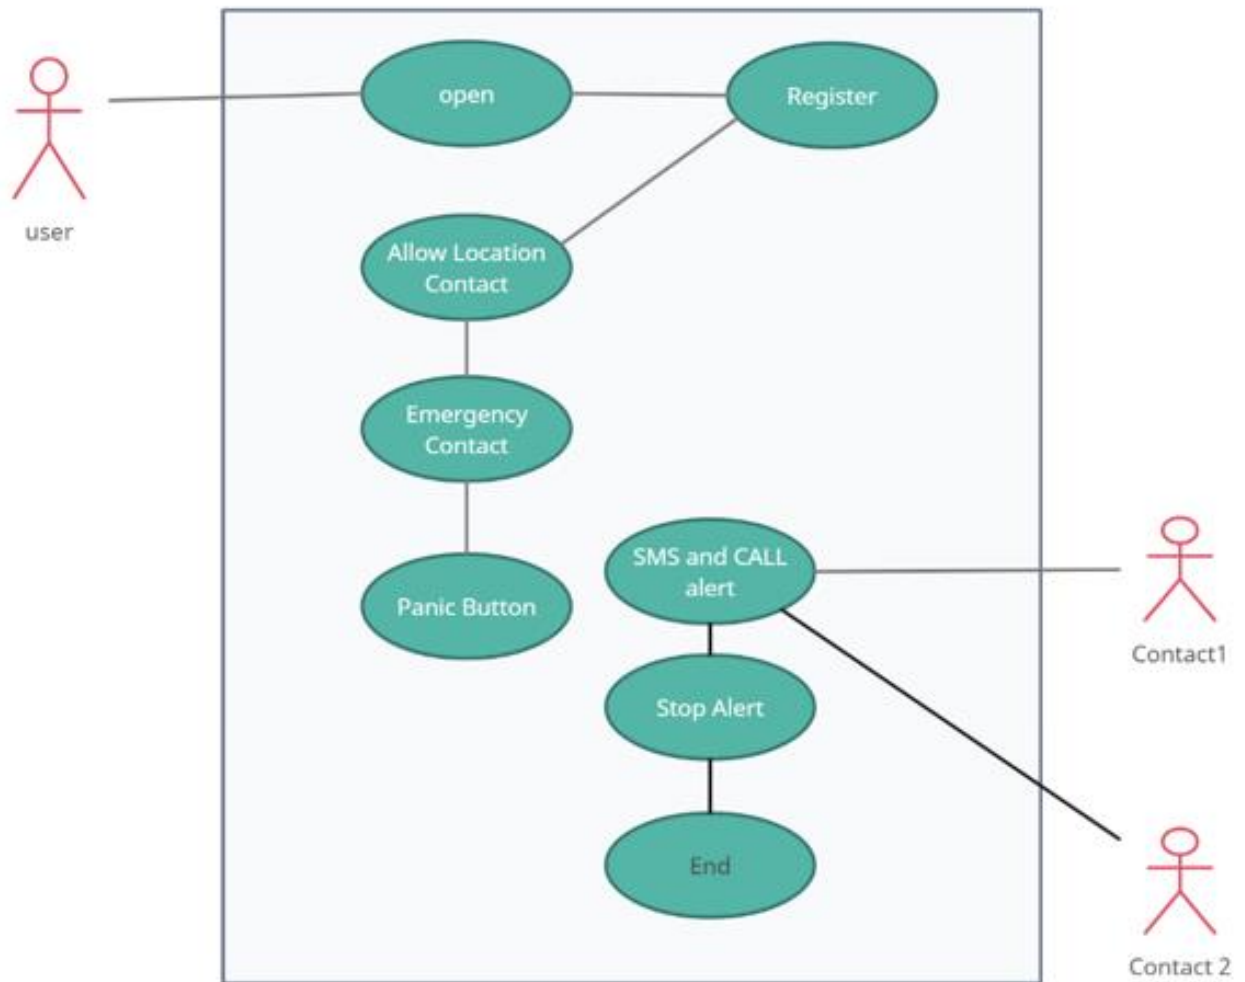 open
Register
user
Allow Location
Contact
Emergency
Contact
SMS and CALL
alert
Panic Button
Contact1
Stop Alert
End
Contact 2